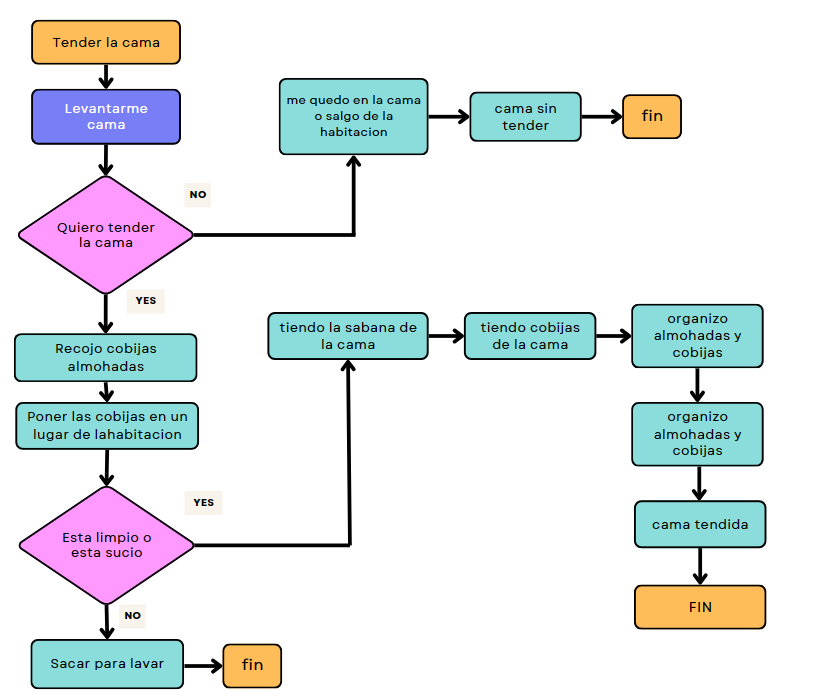 Tender la cama
Levantarme
cama
Quiero tender
la cama
NO
me quedo en la cama
o salgo de la
habitacion
cama sin
tender
fin
YES
Recojo cobijas
almohadas
Poner las cobijas en un
lugar de lahabitacion
Esta limpio o
esta sucio
YES
tiendo la sabana de
la cama
tiendo cobijas
de la cama
organizo
almohadas y
cobijas
organizo
almohadas y
cobijas
cama tendida
FIN
NO
Sacar para lavar
fin